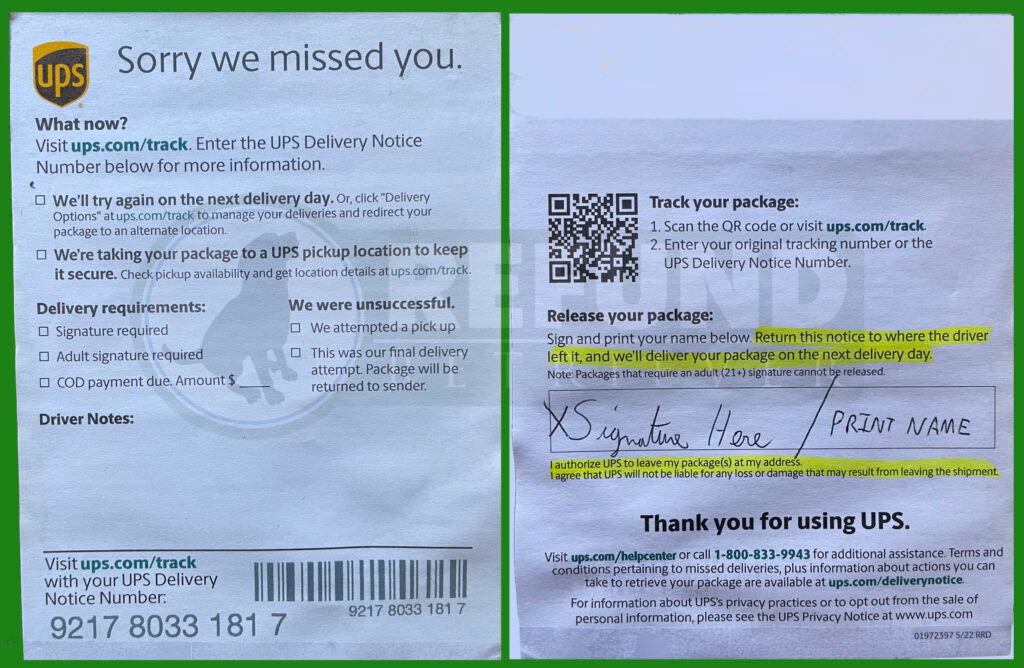 ups
Sorry we missed you.
What now?
Visit ups.com/track. Enter the UPS Delivery Notice
Number below for more information.
We'll try again on the next delivery day. Or, click "Delivery
Options" at ups.com/track to manage your deliveries and redirect your
package to an alternate location.
We're taking your package to a UPS pickup location to keep
it secure. Check pickup availability and get location details at ups.com/track.
Delivery requirements:
Signature required
Adult signature required
COD payment due. Amount $ ____
We were unsuccessful.
We attempted a pick up
This was our final delivery
attempt. Package will be
returned to sender.
Driver Notes:
Visit ups.com/track
with your UPS Delivery
Notice Number:
9217 8033 181 7
9217 8033 181 7
Track your package:
1. Scan the QR code or visit ups.com/track.
2. Enter your original tracking number or the
UPS Delivery Notice Number.
REFUND
Release your package:
Sign and print your name below. Return this notice to where the driver
left it, and we'll deliver your package on the next delivery day.
Note: Packages that require an adult (21+) signature cannot be released.
X Signature Here / PRINT NAME
I authorize UPS to leave my package(s) at my address.
I agree that UPS will not be liable for any loss or damage that may result from leaving the shipment.
Thank you for using UPS.
Visit ups.com/helpcenter or call 1-800-833-9943 for additional assistance. Terms and
conditions pertaining to missed deliveries, plus information about actions you can
take to retrieve your package are available at ups.com/deliverynotice.
For information about UPS's privacy practices or to opt out from the sale of
personal information, please see the UPS Privacy Notice at www.ups.com
01972397 5/22 RRD